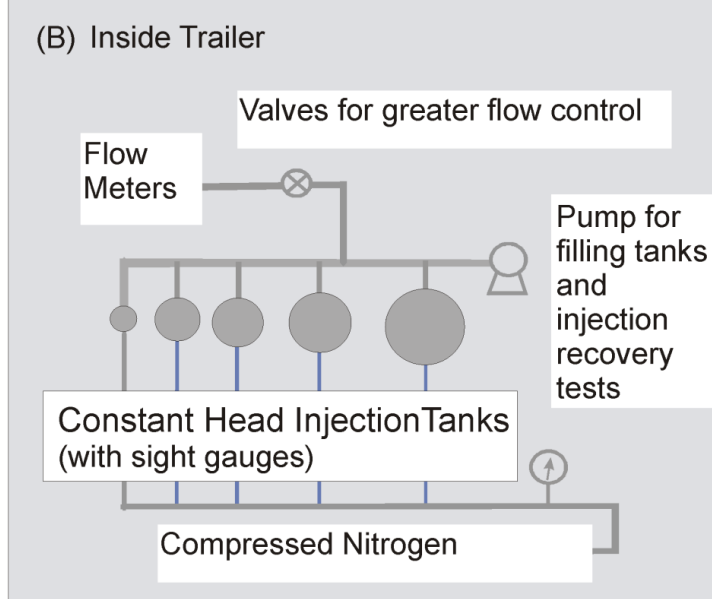 (B) Inside Trailer
Valves for greater flow control
Flow
Meters
Pump for
filling tanks
and
injection
recovery
tests
Constant Head InjectionTanks
(with sight gauges)
Compressed Nitrogen